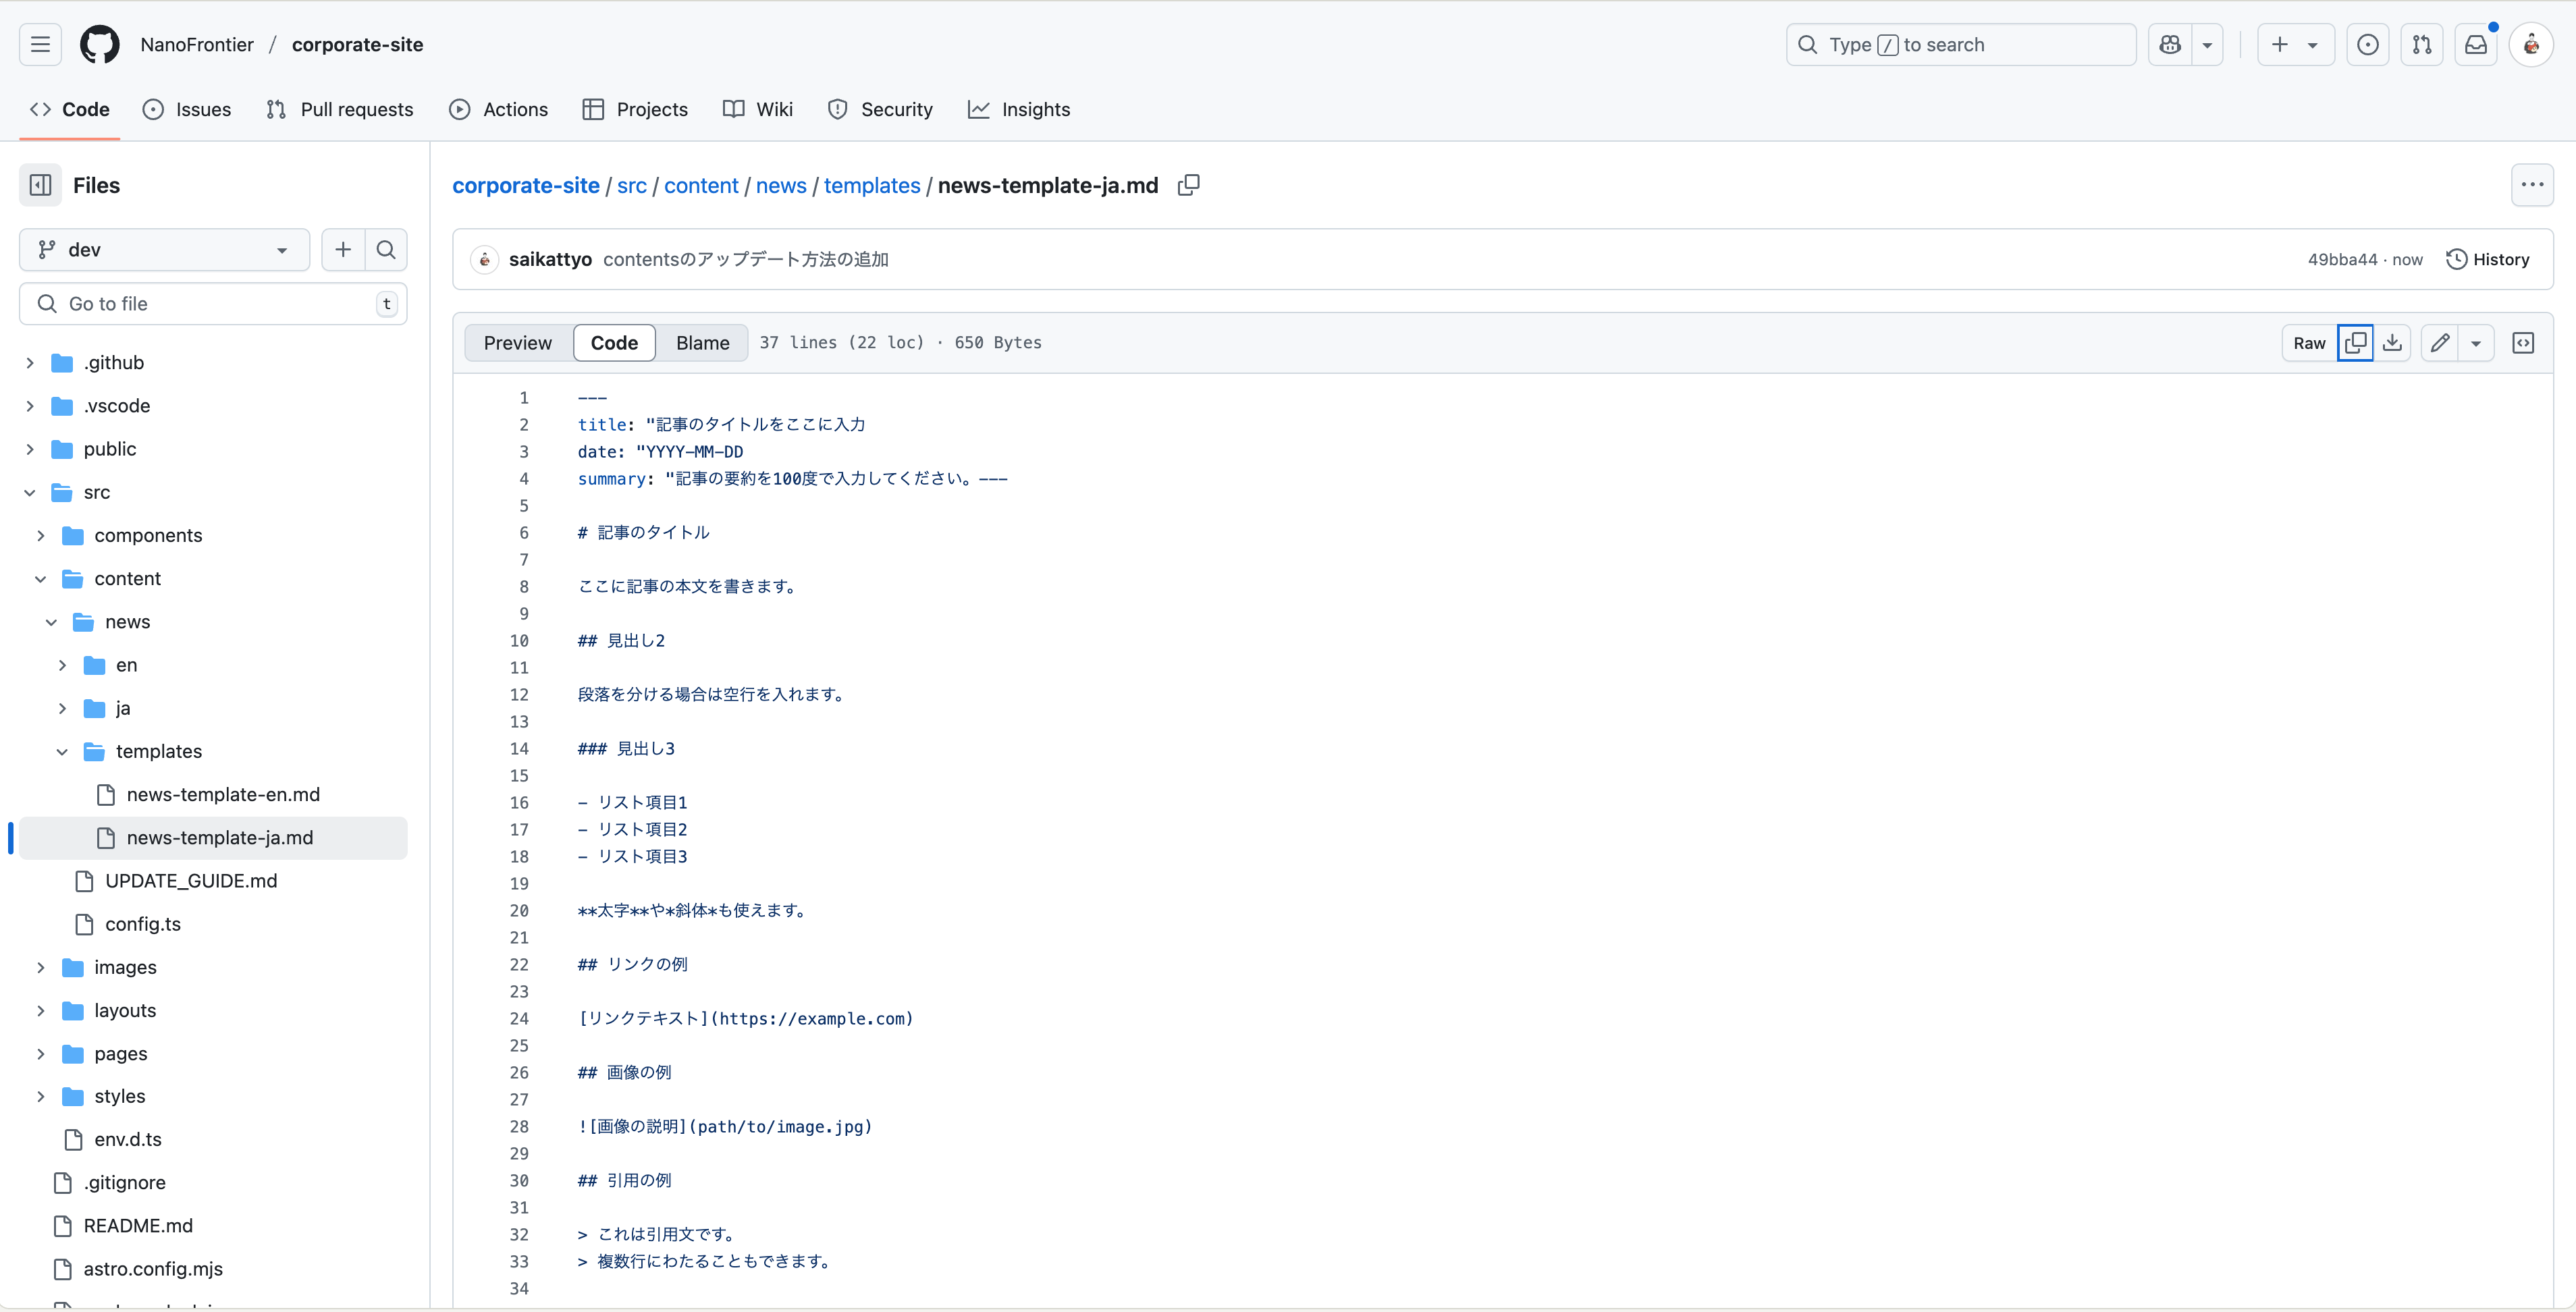 NanoFrontier / corporate-site
Type / to search
Code
Issues
Pull requests
Actions
Projects
Wiki
Security
Insights
Files
corporate-site / src / content / news / templates / news-template-ja.md
dev
saikattyo contentsのアップデート方法の追加
49bba44 · now
History
Go to file
t
Preview
Code
Blame
37 lines (22 loc) · 650 Bytes
Raw
.github
.vscode
public
src
components
content
news
en
ja
templates
news-template-en.md
news-template-ja.md
UPDATE_GUIDE.md
config.ts
images
layouts
pages
styles
env.d.ts
.gitignore
README.md
astro.config.mjs
1 ---
2 title: "記事のタイトルをここに入力
3 date: "YYYY-MM-DD
4 summary: "記事の要約を100度で入力してください。---
5
6 # 記事のタイトル
7
8 ここに記事の本文を書きます。
9
10 ## 見出し2
11
12 段落を分ける場合は空行を入れます。
13
14 ### 見出し3
15
16 - リスト項目1
17 - リスト項目2
18 - リスト項目3
19
20 **太字**や*斜体*も使えます。
21
22 ## リンクの例
23
24 [リンクテキスト](https://example.com)
25
26 ## 画像の例
27
28 ![画像の説明](path/to/image.jpg)
29
30 ## 引用の例
31
32 > これは引用文です。
33 > 複数行にわたることもできます。
34